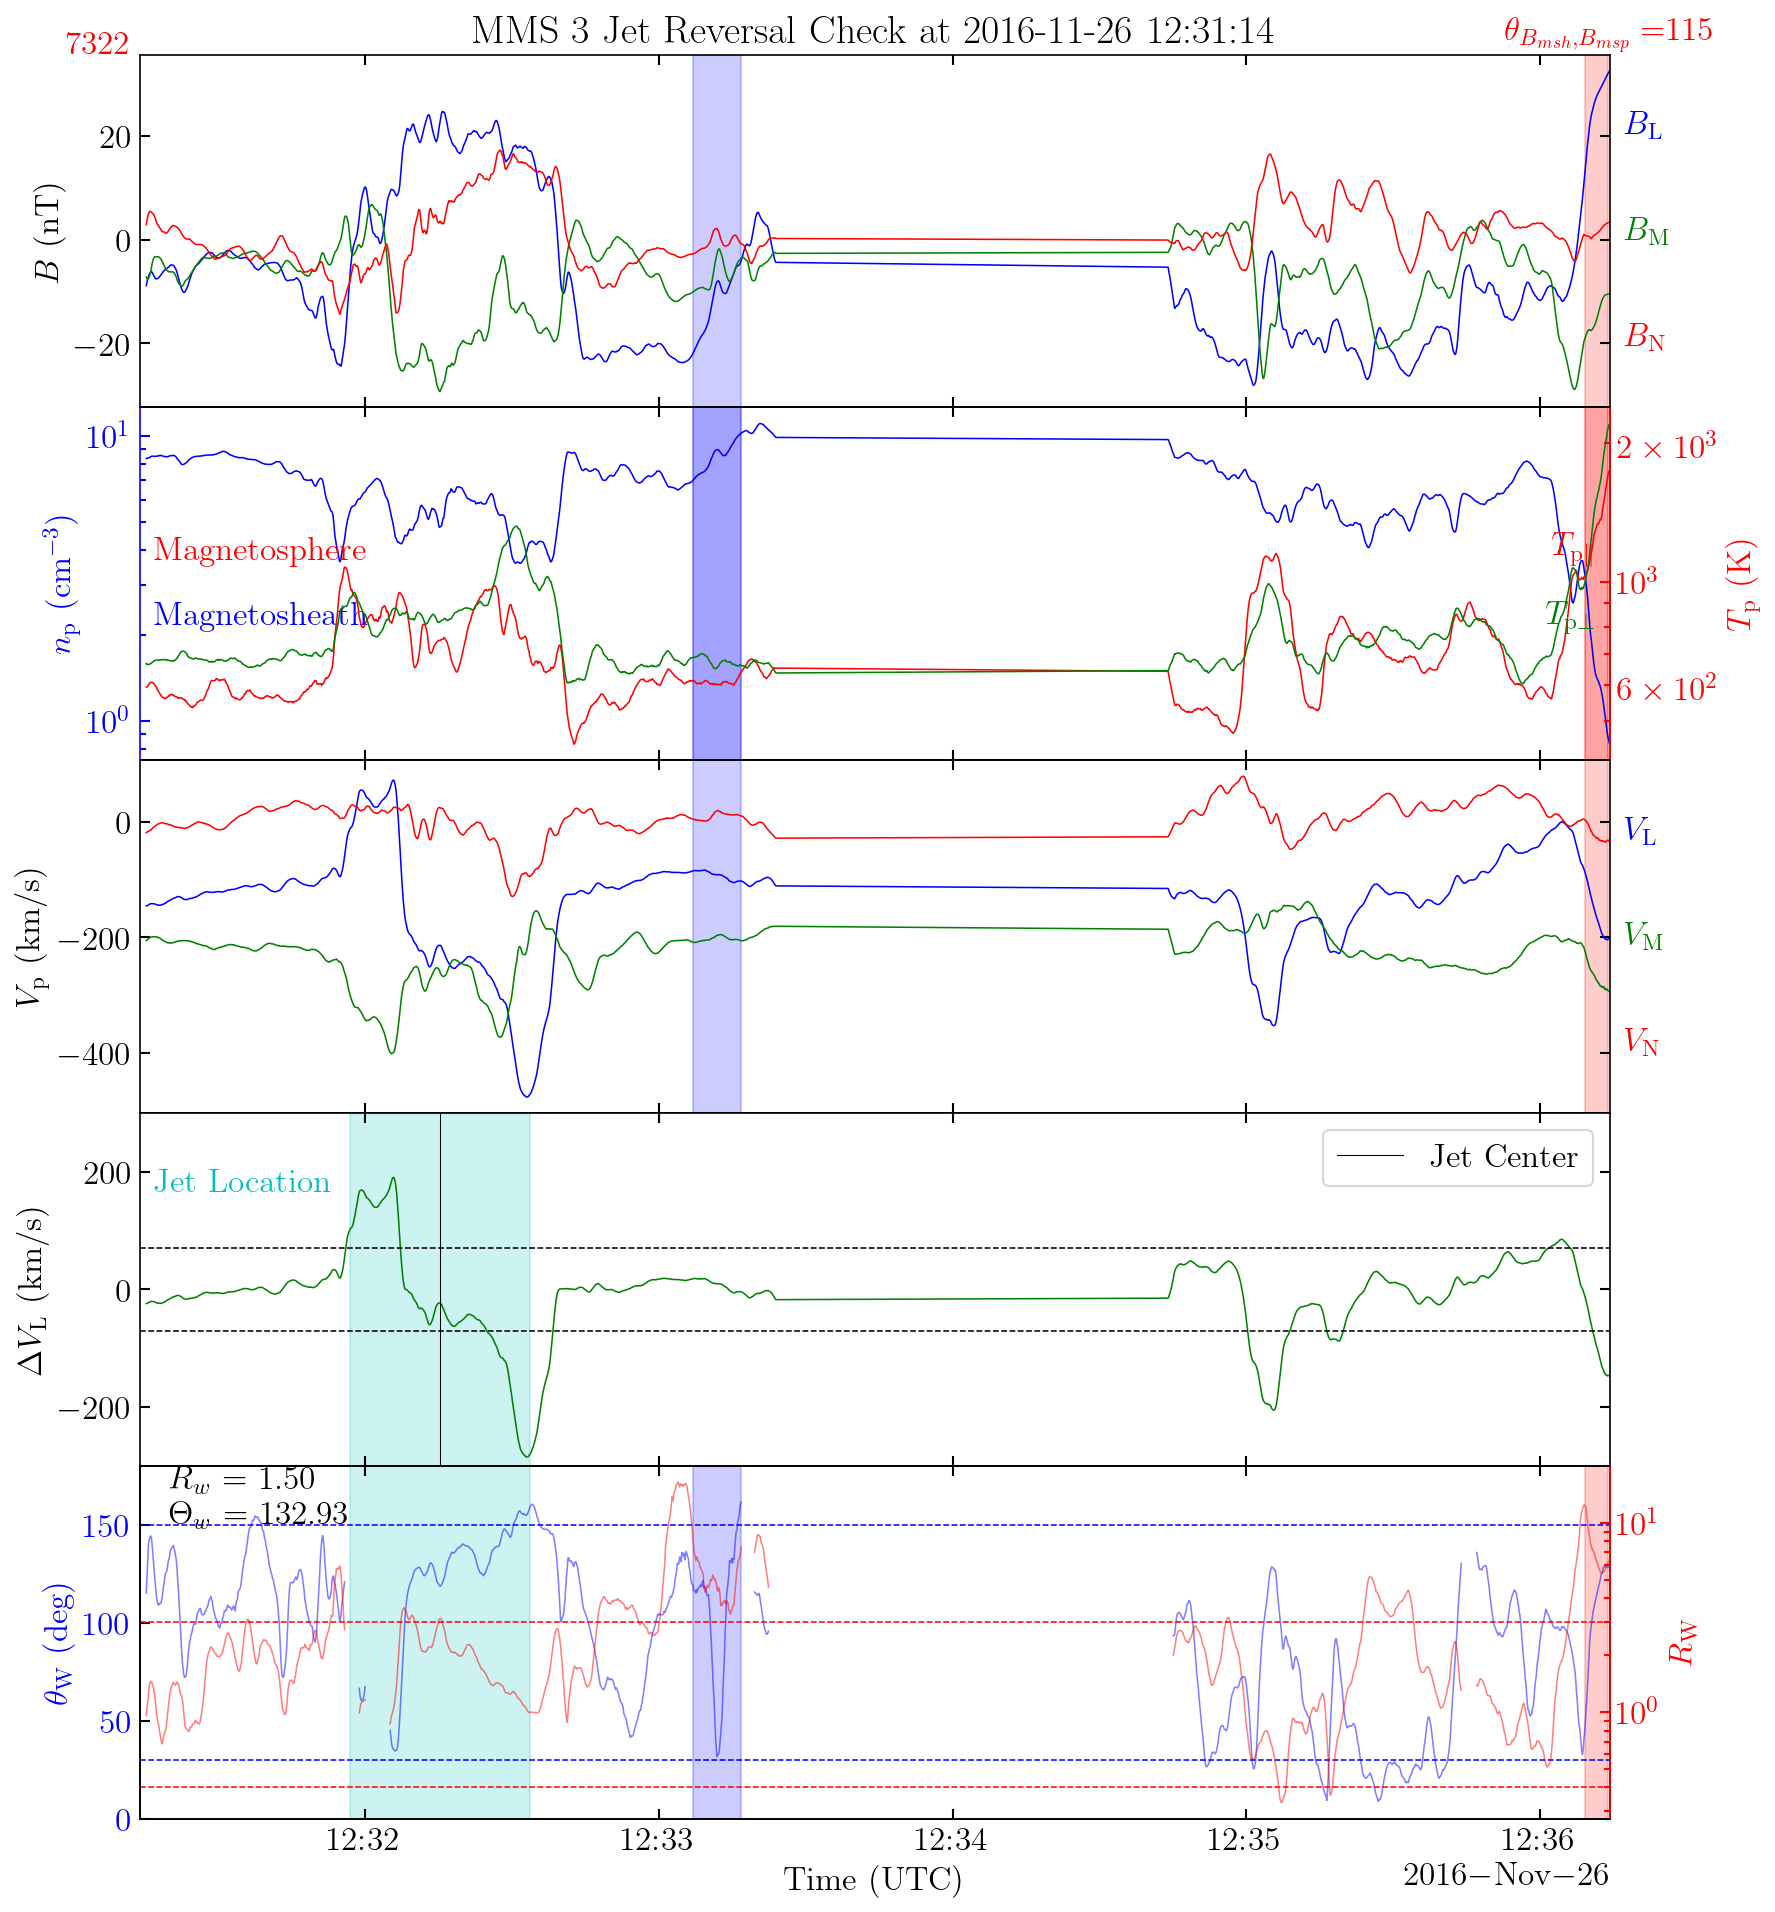 MMS 3 Jet Reversal Check at 2016-11-26 12:31:14
7322
θ_{B_{msh},B_{msp}} =115
B (nT)
20
0
−20
B_L
B_M
B_N
n_p (cm^{−3})
10^1
10^0
Magnetosphere
Magnetosheath
T_{p∥}
T_{p⊥}
2 × 10^3
10^3
6 × 10^2
T_p (K)
V_p (km/s)
0
−200
−400
V_L
V_M
V_N
ΔV_L (km/s)
200
0
−200
Jet Location
Jet Center
R_w = 1.50
Θ_w = 132.93
θ_W (deg)
150
100
50
0
10^1
10^0
R_W
12:32
12:33
12:34
12:35
12:36
Time (UTC)
2016−Nov−26